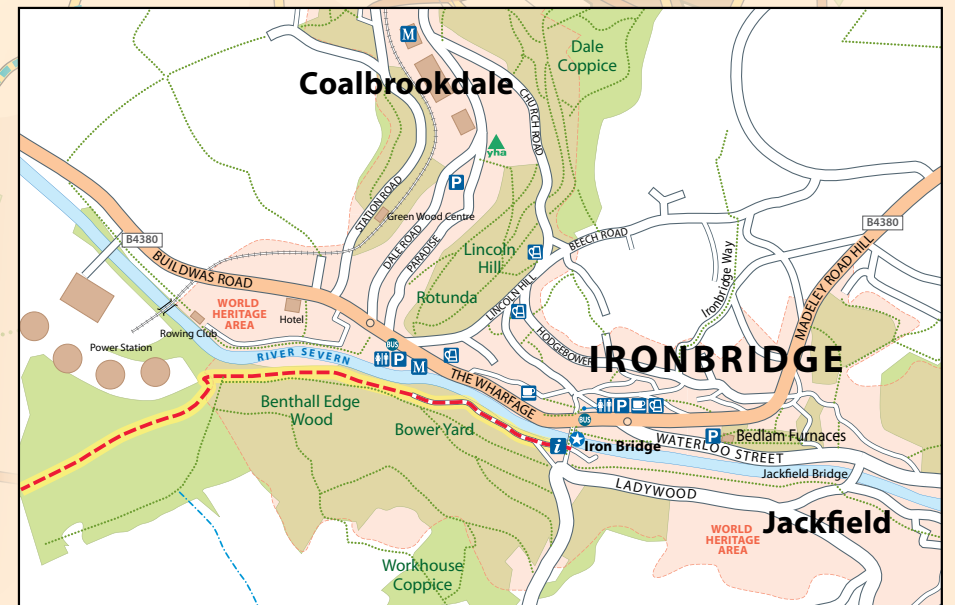 M
Dale
Coppice
Coalbrookdale
CHURCH ROAD
yha
P
STATION ROAD
Green Wood Centre
DALE ROAD
PARADISE
B4380
BUILDWAS ROAD
Lincoln
Hill
BEECH ROAD
B4380
Ironbridge Way
MADELEY ROAD HILL
Rotunda
LINCOLN HILL
WORLD
HERITAGE
AREA
Hotel
Rowing Club
Power Station
RIVER SEVERN
BUS
P
M
HODGEBOWER
IRONBRIDGE
THE WHARFAGE
Benthall Edge
Wood
Bower Yard
P
BUS
i
Iron Bridge
WATERLOO STREET
P
Bedlam Furnaces
Jackfield Bridge
LADYWOOD
WORLD
HERITAGE
AREA
Jackfield
Workhouse
Coppice